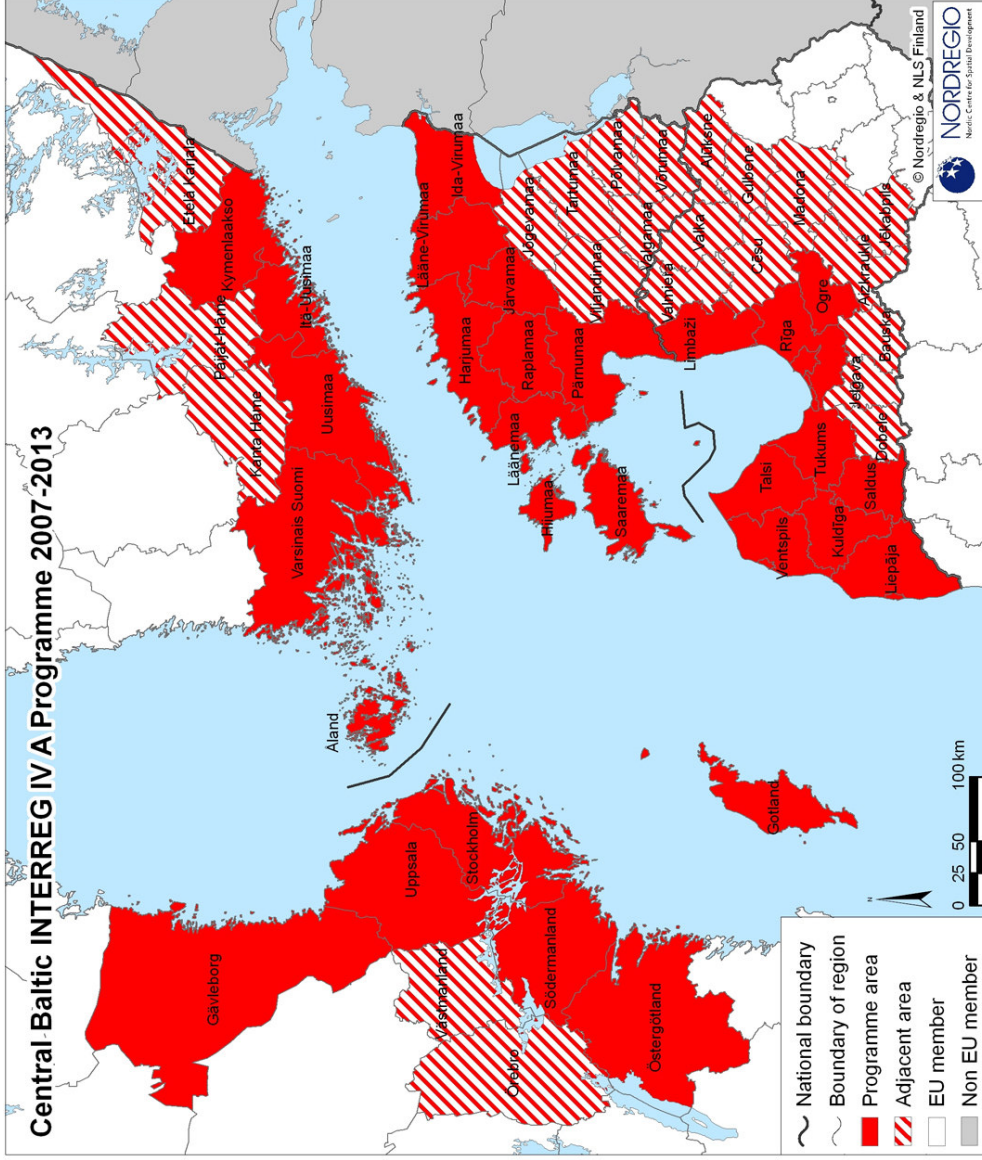 Central Baltic INTERREG IV A Programme 2007-2013
Gävleborg
Västmanland
Örebro
Uppsala
Stockholm
Södermanland
Östergötland
Gotland
Åland
Varsinais Suomi
Kanta Häme
Päijät-Häme
Uusimaa
Itä-Uusimaa
Kymenlaakso
Etelä Karjala
Harjumaa
Lääne-Virumaa
Ida-Virumaa
Läänemaa
Raplamaa
Järvamaa
Jõgevamaa
Hiiumaa
Saaremaa
Pärnumaa
Viljandimaa
Tartumaa
Põlvamaa
Valgamaa
Võrumaa
Valmiera
Valka
Alūksne
Limbaži
Cēsu
Gulbene
Madona
Rīga
Ogre
Aizkraukle
Jēkabpils
Talsi
Ventspils
Tukums
Kuldīga
Jelgava
Bauska
Dobele
Saldus
Liepāja
National boundary
Boundary of region
Programme area
Adjacent area
EU member
Non EU member
N
0 25 50 100 km
© Nordregio & NLS Finland
NORDREGIO
Nordic Centre for Spatial Development